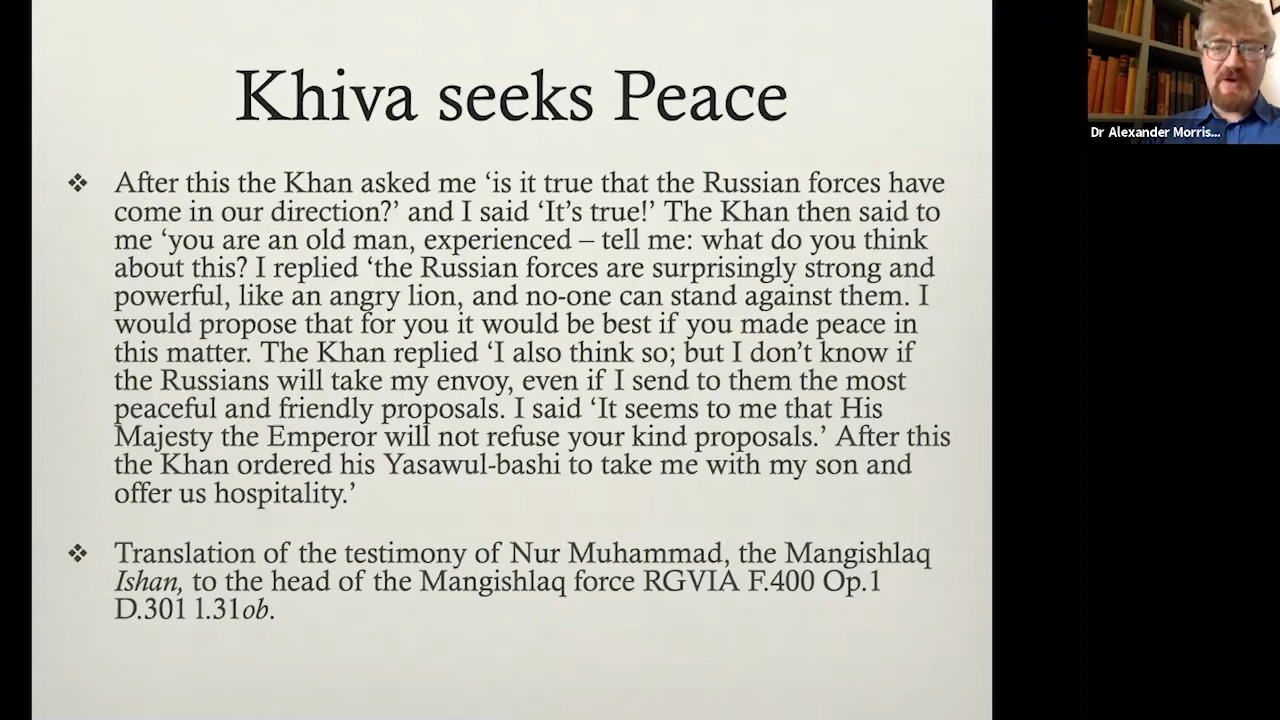 Khiva seeks Peace
❖ After this the Khan asked me ‘is it true that the Russian forces have
come in our direction?’ and I said ‘It’s true!’ The Khan then said to
me ‘you are an old man, experienced – tell me: what do you think
about this? I replied ‘the Russian forces are surprisingly strong and
powerful, like an angry lion, and no-one can stand against them. I
would propose that for you it would be best if you made peace in
this matter. The Khan replied ‘I also think so; but I don’t know if
the Russians will take my envoy, even if I send to them the most
peaceful and friendly proposals. I said ‘It seems to me that His
Majesty the Emperor will not refuse your kind proposals.’ After this
the Khan ordered his Yasawul-bashi to take me with my son and
offer us hospitality.’
❖ Translation of the testimony of Nur Muhammad, the Mangishlaq
Ishan, to the head of the Mangishlaq force RGVIA F.400 Op.1
D.301 l.31ob.
Dr Alexander Morris...